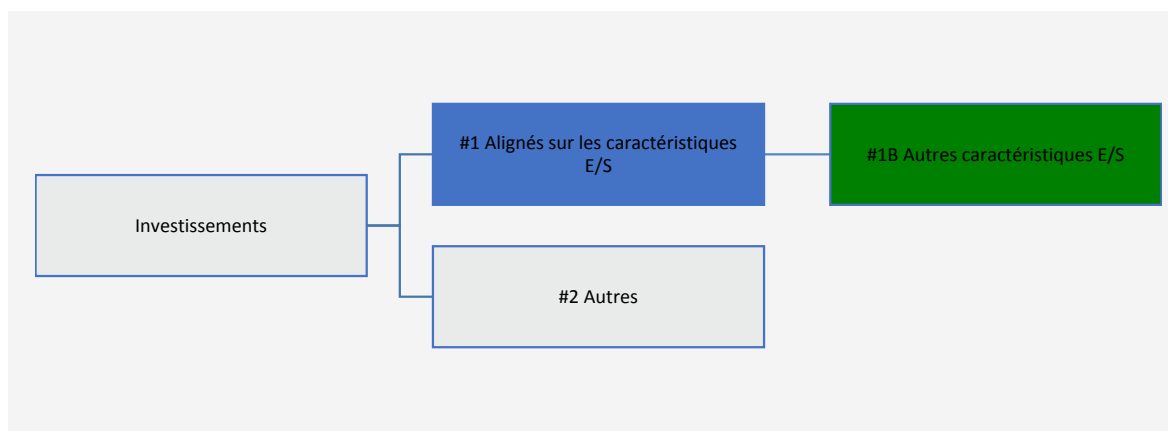 #1 Alignés sur les caractéristiques
E/S
#1B Autres caractéristiques E/S
Investissements
#2 Autres